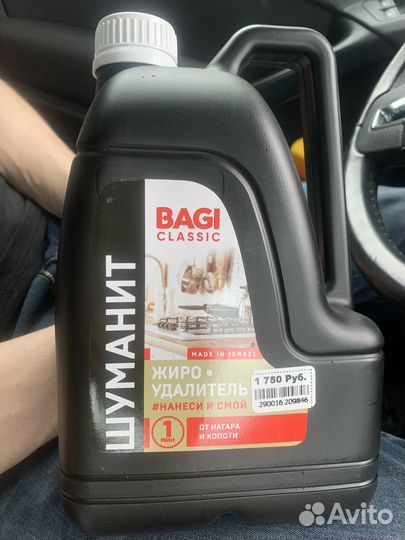 BAGI
CLASSIC
ШУМАНИТ
MADE IN ISRAEL
ЖИРО •
УДАЛИТЕЛЬ
#НАНЕСИ И СМОЙ
1 МИН
ОТ НАГАРА
И КОПОТИ
1 750 Руб.
290016 209846
Avito